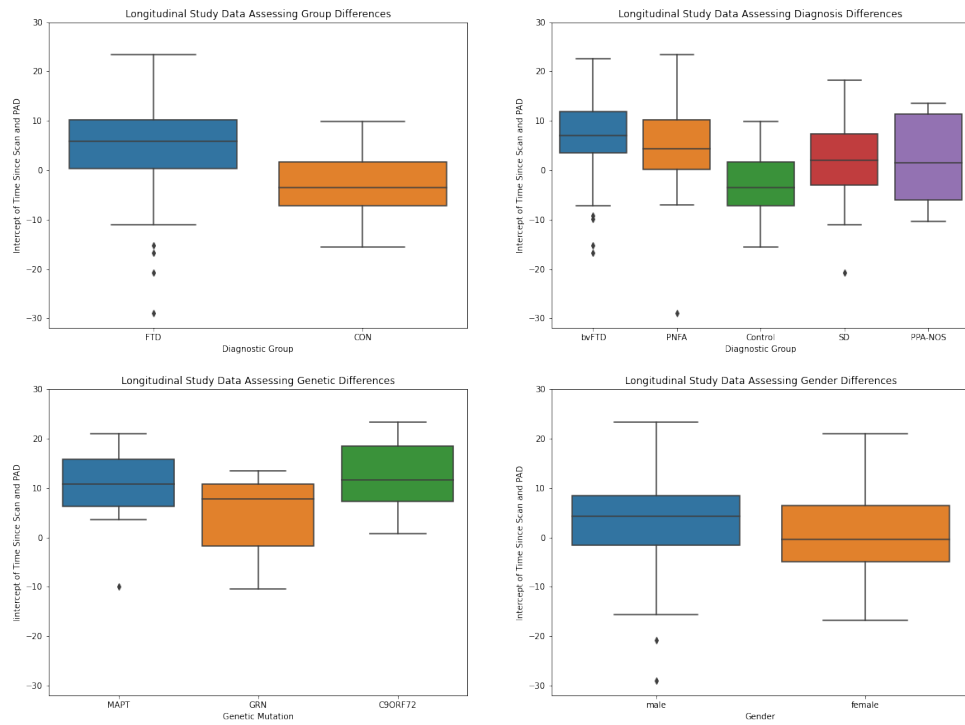 Longitudinal Study Data Assessing Group Differences
30
20
10
0
−10
−20
−30
Intercept of Time Since Scan and PAD
FTD
CON
Diagnostic Group
Longitudinal Study Data Assessing Diagnosis Differences
30
20
10
0
−10
−20
−30
Intercept of Time Since Scan and PAD
bvFTD
PNFA
Control
SD
PPA-NOS
Diagnostic Group
Longitudinal Study Data Assessing Genetic Differences
30
20
10
0
−10
−20
−30
Iintercept of Time Since Scan and PAD
MAPT
GRN
C9ORF72
Genetic Mutation
Longitudinal Study Data Assessing Gender Differences
30
20
10
0
−10
−20
−30
Intercept of Time Since Scan and PAD
male
female
Gender